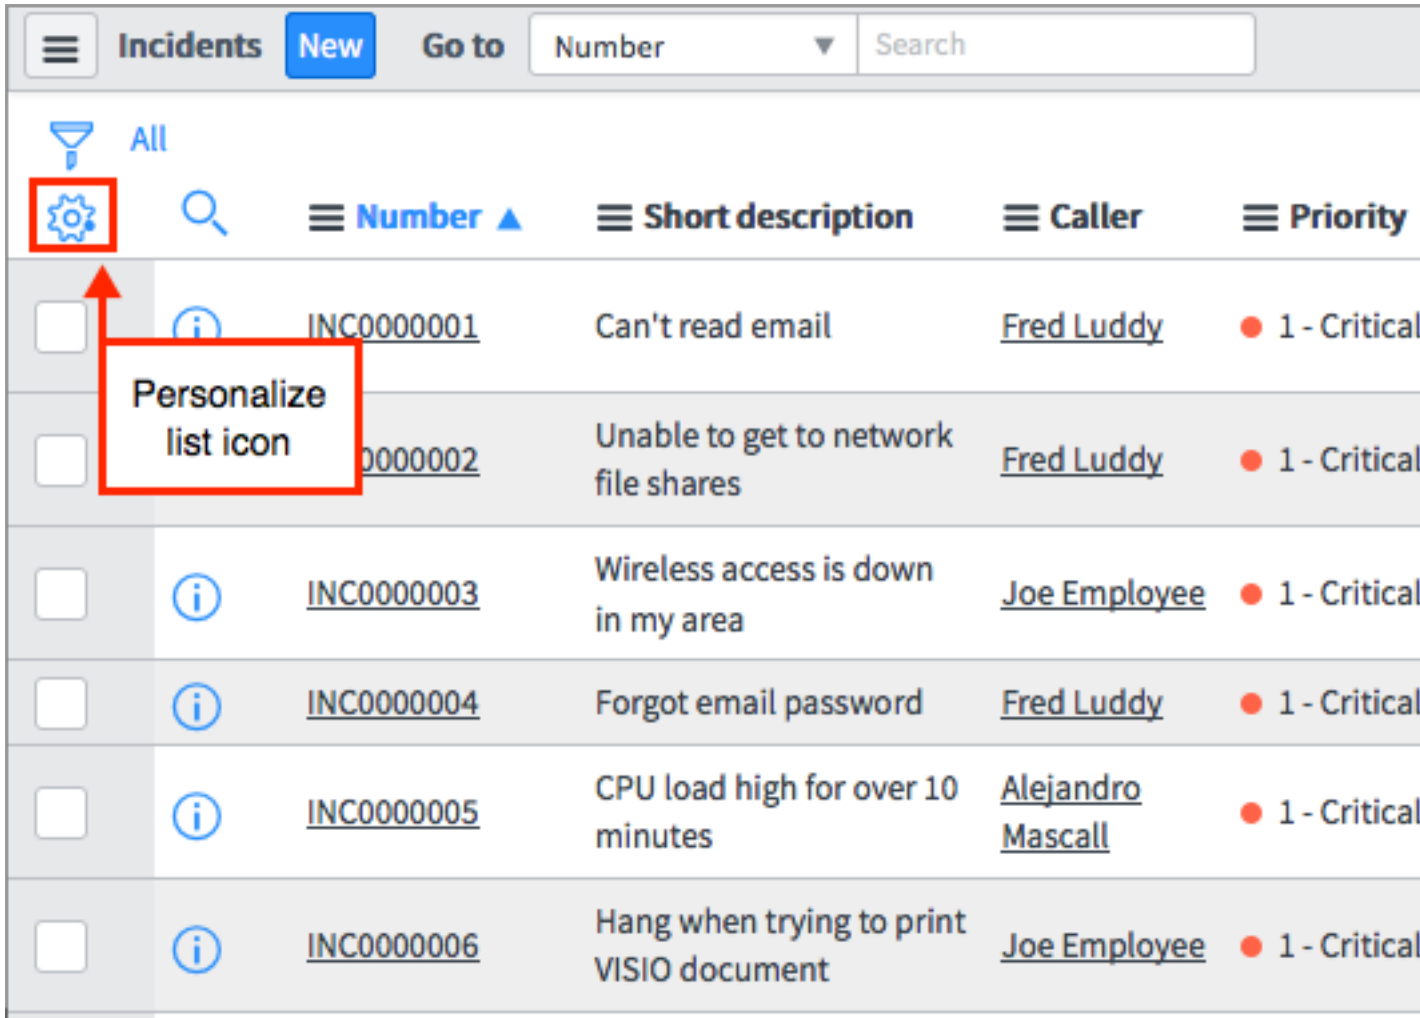 Incidents New Go to Number Search
All
Number Short description Caller Priority
INC0000001 Can't read email Fred Luddy 1 - Critical
Personalize
list icon
0000002 Unable to get to network
file shares Fred Luddy 1 - Critical
INC0000003 Wireless access is down
in my area Joe Employee 1 - Critical
INC0000004 Forgot email password Fred Luddy 1 - Critical
INC0000005 CPU load high for over 10
minutes Alejandro
Mascall 1 - Critical
INC0000006 Hang when trying to print
VISIO document Joe Employee 1 - Critical